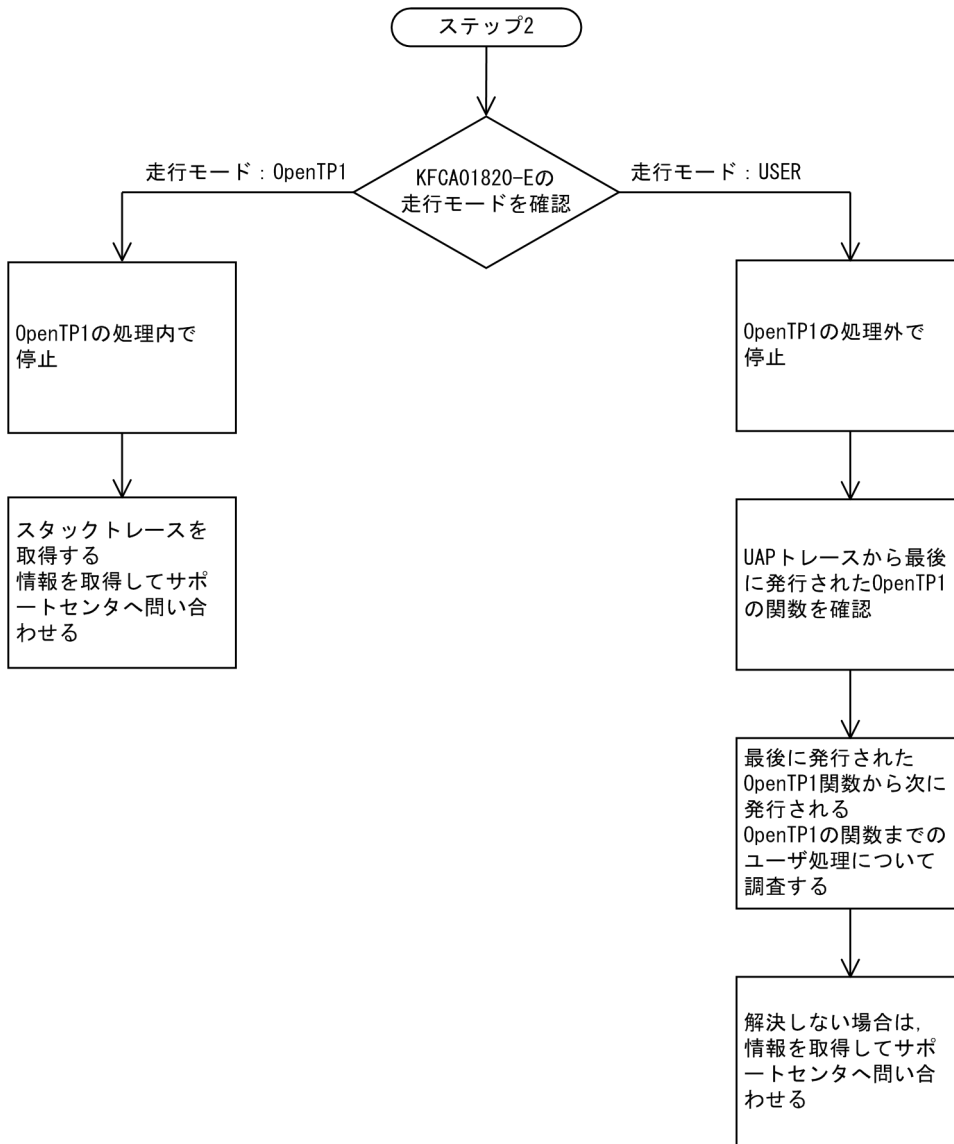 ステップ2
KFCA01820-Eの
走行モードを確認
走行モード：OpenTP1
走行モード：USER
OpenTP1の処理内で
停止
スタックトレースを
取得する
情報を取得してサポ
ートセンタへ問い合
わせる
OpenTP1の処理外で
停止
UAPトレースから最後
に発行されたOpenTP1
の関数を確認
最後に発行された
OpenTP1関数から次に
発行される
OpenTP1の関数までの
ユーザ処理について
調査する
解決しない場合は，
情報を取得してサポ
ートセンタへ問い合
わせる